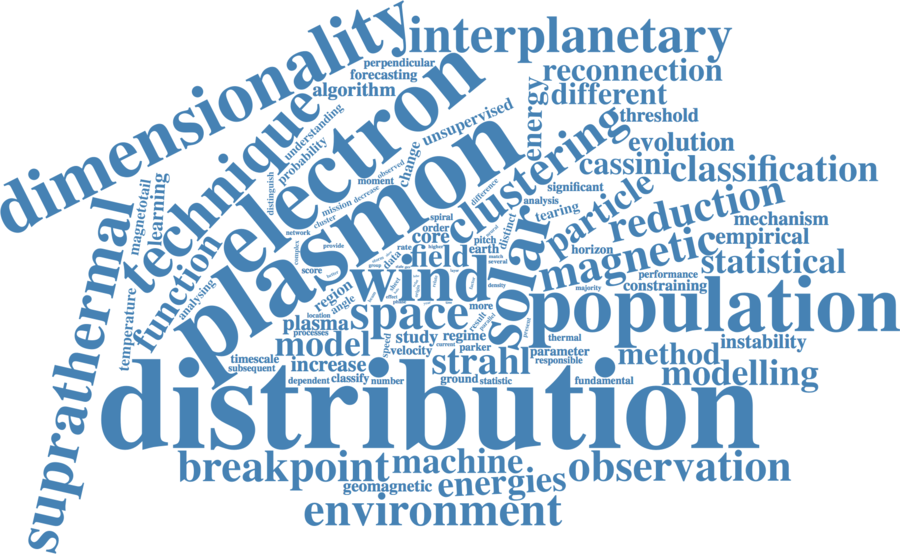 dimensionality
interplanetary
perpendicular
forecasting
algorithm
reconnection
different
energy
threshold
technique
electron
understanding
probability
unsupervised
change
clustering
evolution
cassini
classification
distinguish
mission
decrease
observed
moment
cluster
plasmon
difference
significant
analysis
tearing
particle
reduction
mechanism
suprathermal
magnetotail
learning
function
network
complex
provide
score
spiral
order
core
rate
higher
data
field
pitch
earth
distinct
several
match
solar
horizon
magnetic
empirical
statistical
performance
constraining
majority
temperature
analysing
region
angle
location
processes
wind
density
space
more
result
parallel
present
population
plasma
model
increase
timescale
subsequent
dependent
classify
number
speed
velocity
study
current
regime
parker
strahl
ground
statistic
thermal
parameter
responsible
fundamental
method
instability
modelling
distribution
breakpoint
machine
geomagnetic
energies
observation
environment